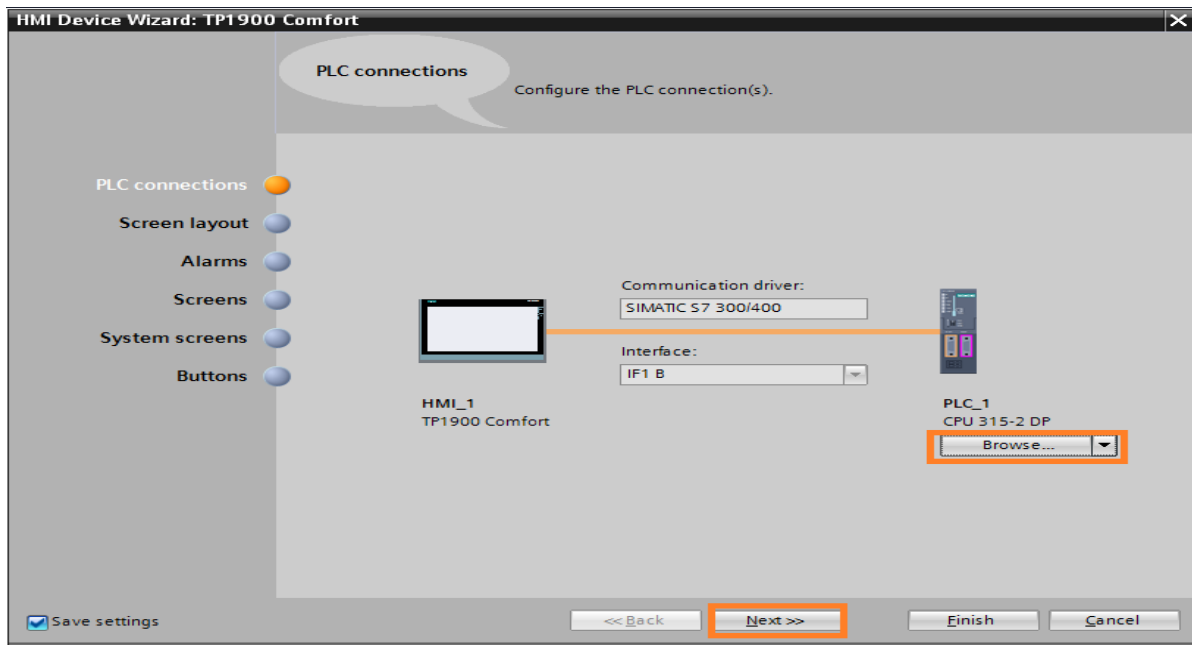 HMI Device Wizard: TP1900 Comfort
PLC connections
Configure the PLC connection(s).
PLC connections
Screen layout
Alarms
Screens
System screens
Buttons
Communication driver:
SIMATIC S7 300/400
Interface:
IF1 B
HMI_1
TP1900 Comfort
PLC_1
CPU 315-2 DP
Browse...
Save settings
<<Back
Next >>
Finish
Cancel